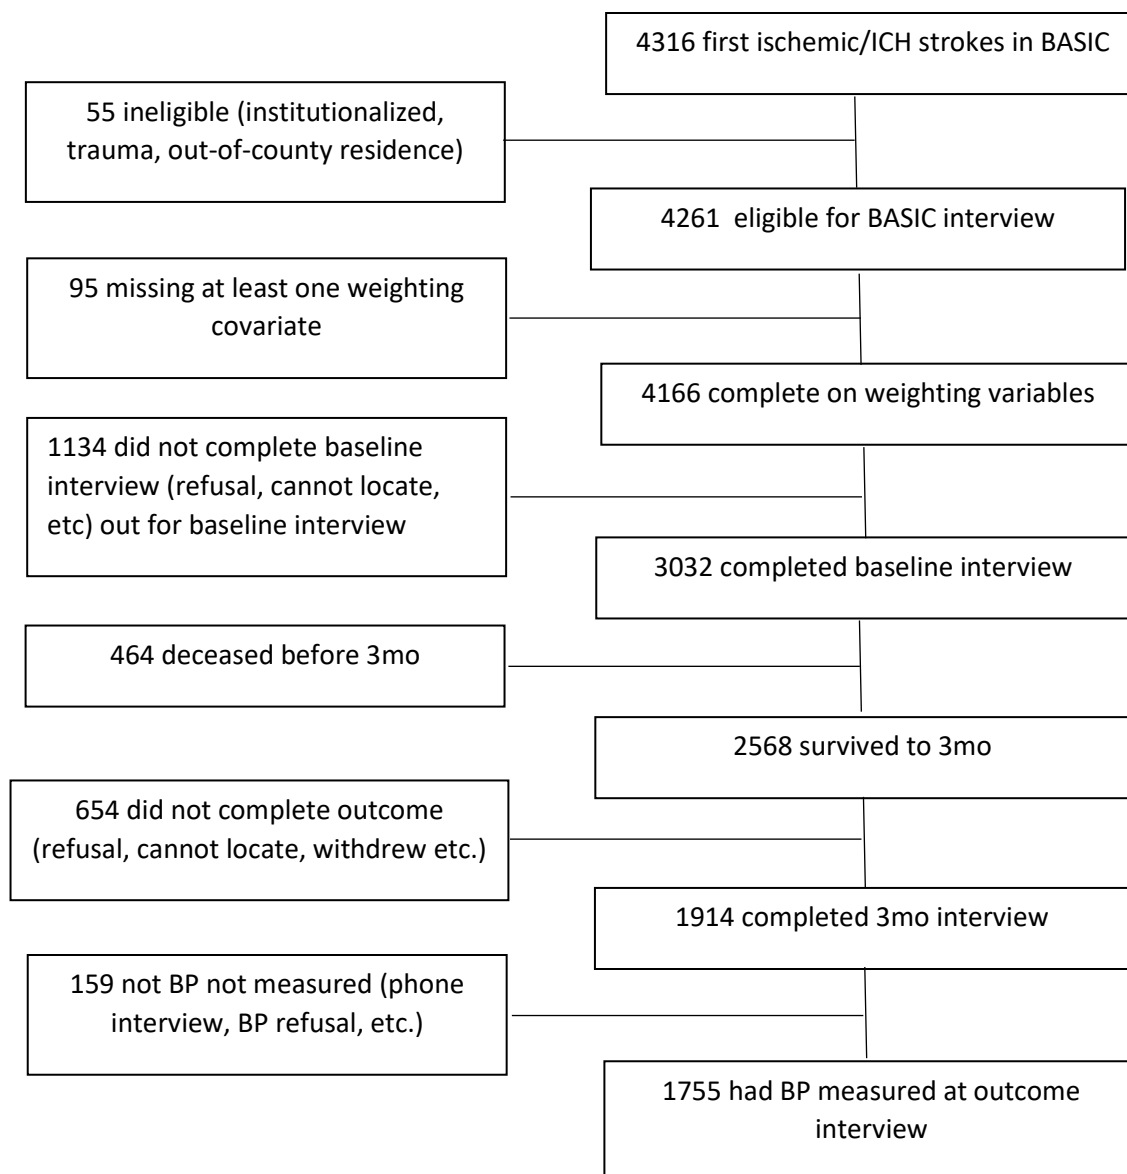 4316 first ischemic/ICH strokes in BASIC
55 ineligible (institutionalized,
trauma, out-of-county residence)
4261  eligible for BASIC interview
95 missing at least one weighting
covariate
4166 complete on weighting variables
1134 did not complete baseline
interview (refusal, cannot locate,
etc) out for baseline interview
3032 completed baseline interview
464 deceased before 3mo
2568 survived to 3mo
654 did not complete outcome
(refusal, cannot locate, withdrew etc.)
1914 completed 3mo interview
159 not BP not measured (phone
interview, BP refusal, etc.)
1755 had BP measured at outcome
interview